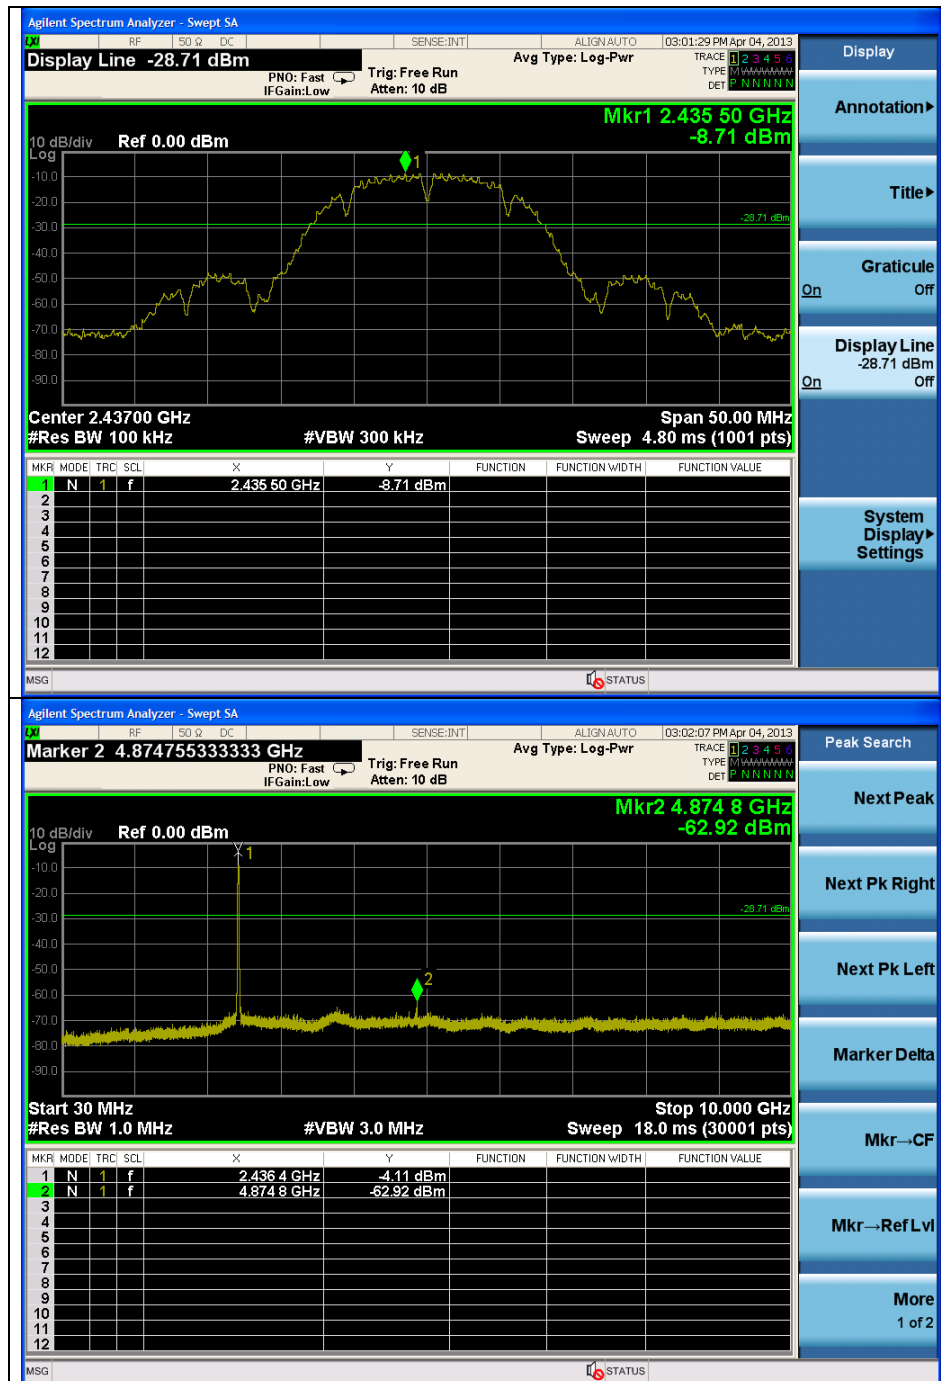 Agilent Spectrum Analyzer - Swept SA
LXI RF 50 Ω DC SENSE:INT ALIGN AUTO 03:01:29 PM Apr 04, 2013
Display Line -28.71 dBm
PNO: Fast
IFGain:Low
Trig: Free Run
Atten: 10 dB
Avg Type: Log-Pwr
TRACE 1 2 3 4 5 6
TYPE M
DET P N N N N N
Mkr1 2.435 50 GHz
-8.71 dBm
10 dB/div Ref 0.00 dBm
Log
1
-10.0
-20.0
-28.71 dBm
-30.0
-40.0
-50.0
-60.0
-70.0
-80.0
-90.0
Center 2.43700 GHz Span 50.00 MHz
#Res BW 100 kHz #VBW 300 kHz Sweep 4.80 ms (1001 pts)
MKR MODE TRC SCL X Y FUNCTION FUNCTION WIDTH FUNCTION VALUE
1 N 1 f 2.435 50 GHz -8.71 dBm
2
3
4
5
6
7
8
9
10
11
12
MSG STATUS
Display
Annotation
Title
Graticule
On Off
Display Line
-28.71 dBm
On Off
System
Display
Settings
Agilent Spectrum Analyzer - Swept SA
LXI RF 50 Ω DC SENSE:INT ALIGN AUTO 03:02:07 PM Apr 04, 2013
Marker 2 4.874755333333 GHz
PNO: Fast
IFGain:Low
Trig: Free Run
Atten: 10 dB
Avg Type: Log-Pwr
TRACE 1 2 3 4 5 6
TYPE M
DET P N N N N N
Mkr2 4.874 8 GHz
-62.92 dBm
10 dB/div Ref 0.00 dBm
Log
1
-10.0
-20.0
-28.71 dBm
-30.0
-40.0
-50.0
2
-60.0
-70.0
-80.0
-90.0
Start 30 MHz Stop 10.000 GHz
#Res BW 1.0 MHz #VBW 3.0 MHz Sweep 18.0 ms (30001 pts)
MKR MODE TRC SCL X Y FUNCTION FUNCTION WIDTH FUNCTION VALUE
1 N 1 f 2.436 4 GHz -4.11 dBm
2 N 1 f 4.874 8 GHz -62.92 dBm
3
4
5
6
7
8
9
10
11
12
MSG STATUS
Peak Search
Next Peak
Next Pk Right
Next Pk Left
Marker Delta
Mkr→CF
Mkr→Ref Lvl
More
1 of 2